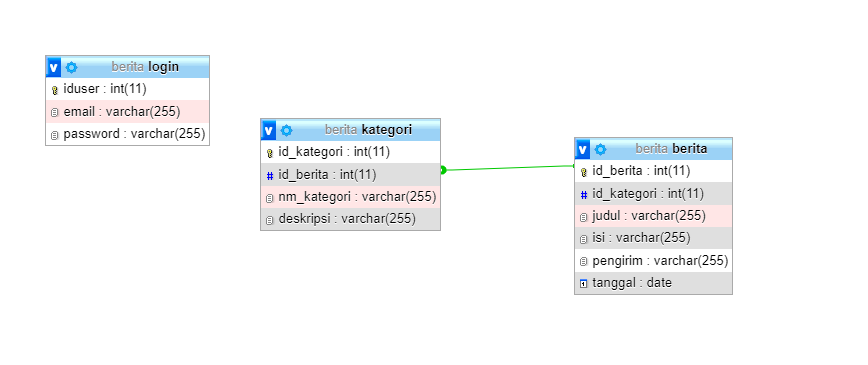 berita login
iduser : int(11)
email : varchar(255)
password : varchar(255)
berita kategori
id_kategori : int(11)
id_berita : int(11)
nm_kategori : varchar(255)
deskripsi : varchar(255)
berita berita
id_berita : int(11)
id_kategori : int(11)
judul : varchar(255)
isi : varchar(255)
pengirim : varchar(255)
tanggal : date